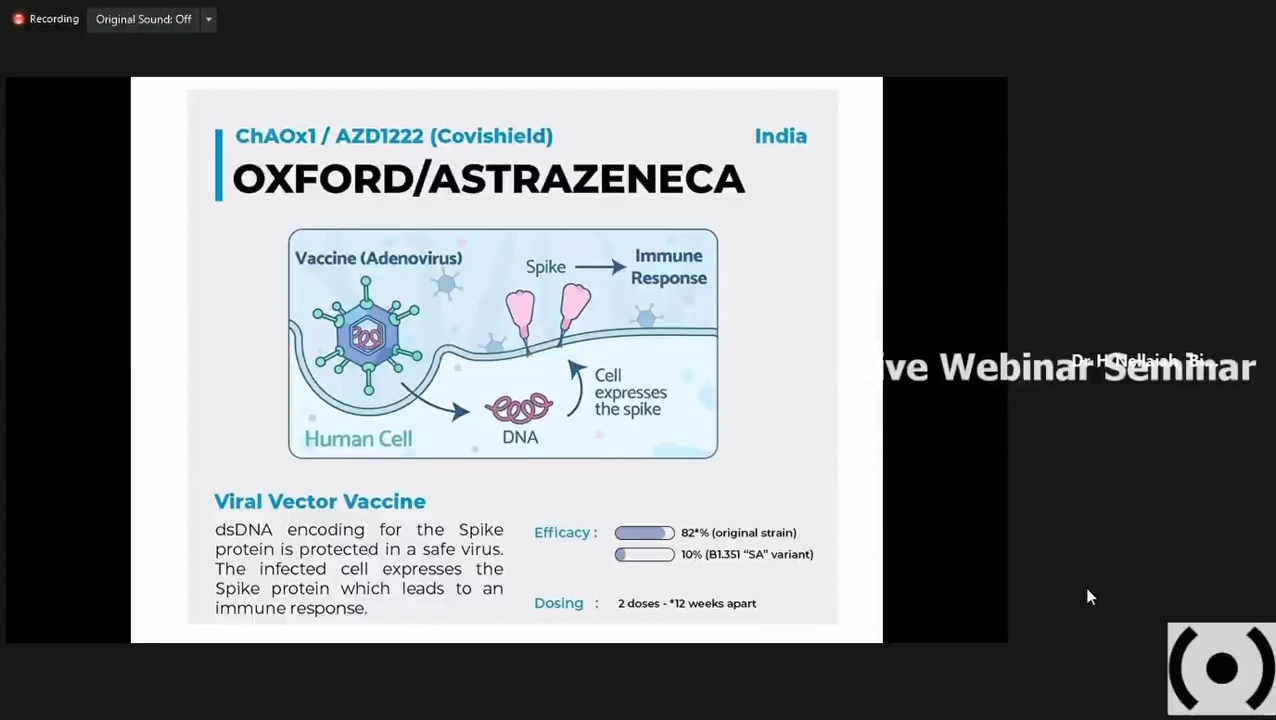 Recording
Original Sound: Off
ChAOx1 / AZD1222 (Covishield)
India
OXFORD/ASTRAZENECA
Vaccine (Adenovirus)
Spike
Immune
Response
Cell
expresses
the spike
DNA
Human Cell
Viral Vector Vaccine
dsDNA encoding for the Spike
protein is protected in a safe virus.
The infected cell expresses the
Spike protein which leads to an
immune response.
Efficacy :
82*% (original strain)
10% (B1.351 “SA” variant)
Dosing :
2 doses - *12 weeks apart
Webinar Seminar
Dr H